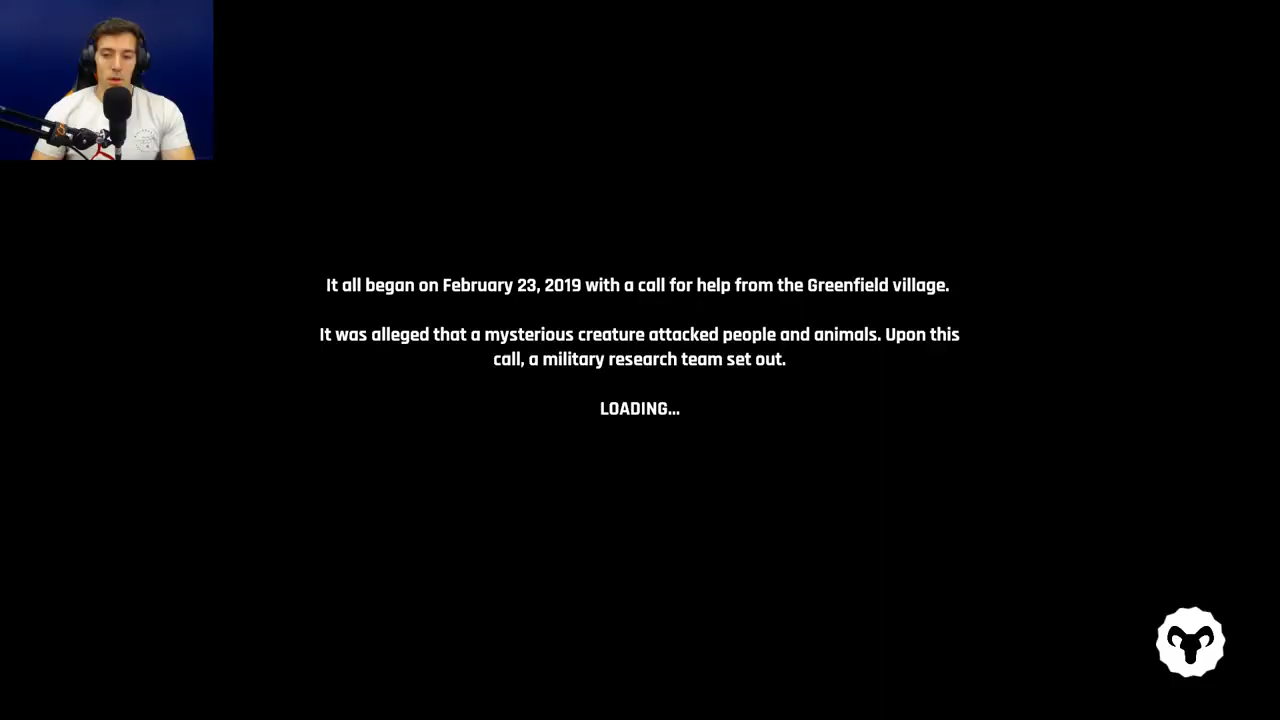 It all began on February 23, 2019 with a call for help from the Greenfield village.
It was alleged that a mysterious creature attacked people and animals. Upon this
call, a military research team set out.
LOADING...